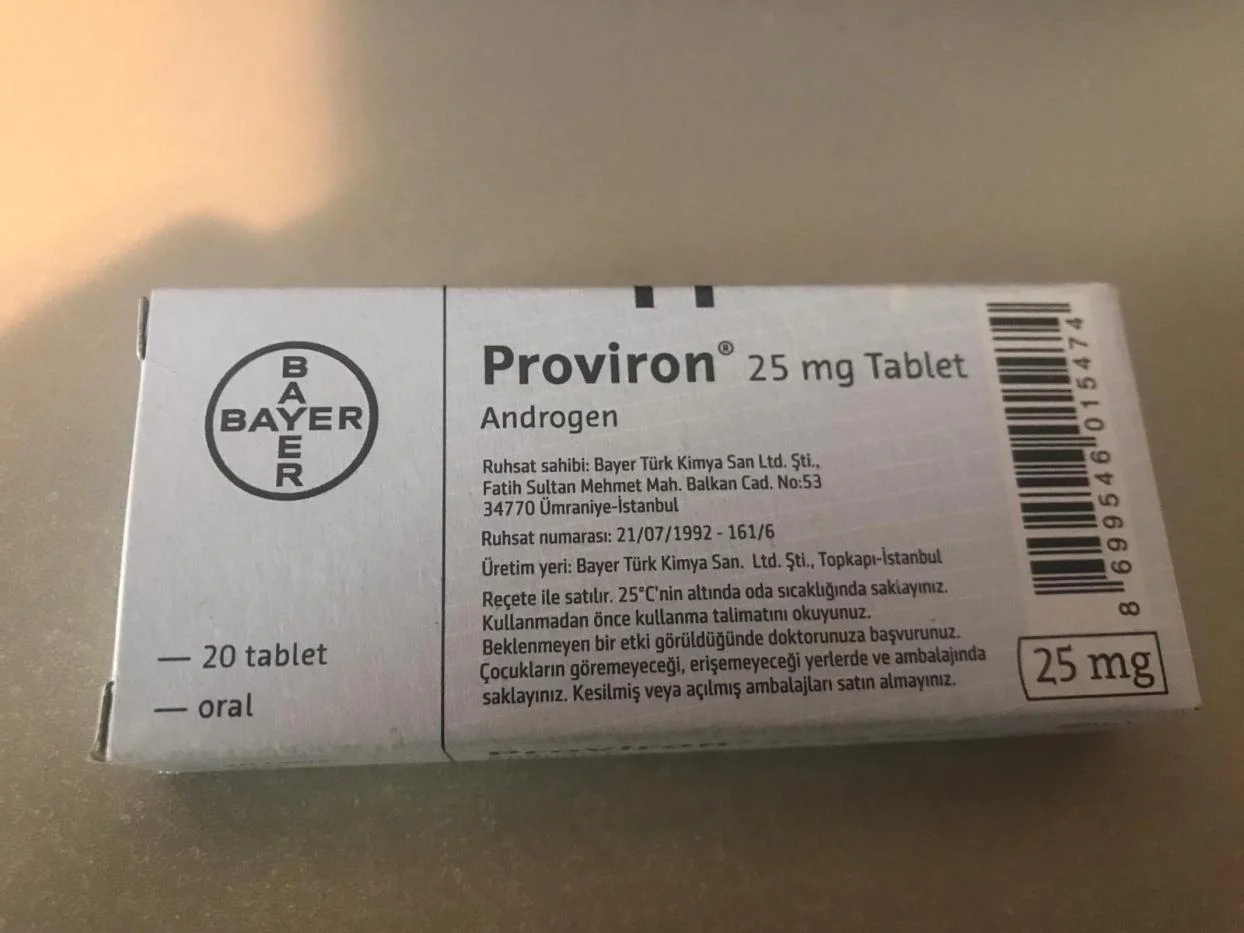 BAYER
BAYER
Proviron® 25 mg Tablet
Androgen
Ruhsat sahibi: Bayer Türk Kimya San Ltd. Şti.,
Fatih Sultan Mehmet Mah. Balkan Cad. No:53
34770 Ümraniye-İstanbul
Ruhsat numarası: 21/07/1992 - 161/6
Üretim yeri: Bayer Türk Kimya San. Ltd. Şti., Topkapı-İstanbul
Reçete ile satılır. 25°C'nin altında oda sıcaklığında saklayınız.
Kullanmadan önce kullanma talimatını okuyunuz.
Beklenmeyen bir etki görüldüğünde doktorunuza başvurunuz.
Çocukların göremeyeceği, erişemeyeceği yerlerde ve ambalajında
saklayınız. Kesilmiş veya açılmış ambalajları satın almayınız.
— 20 tablet
— oral
8 699546 015474
25 mg
Proviron